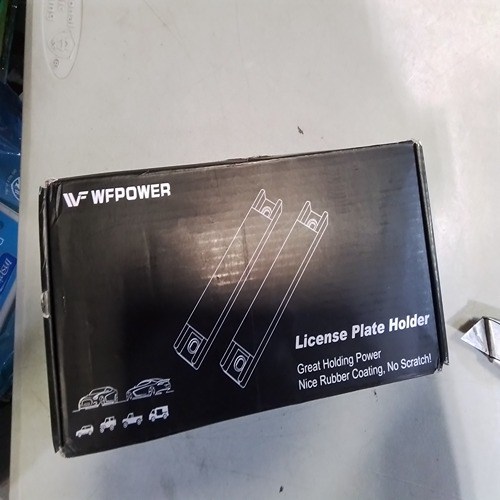 WFPOWER
License Plate Holder
Great Holding Power
Nice Rubber Coating, No Scratch!